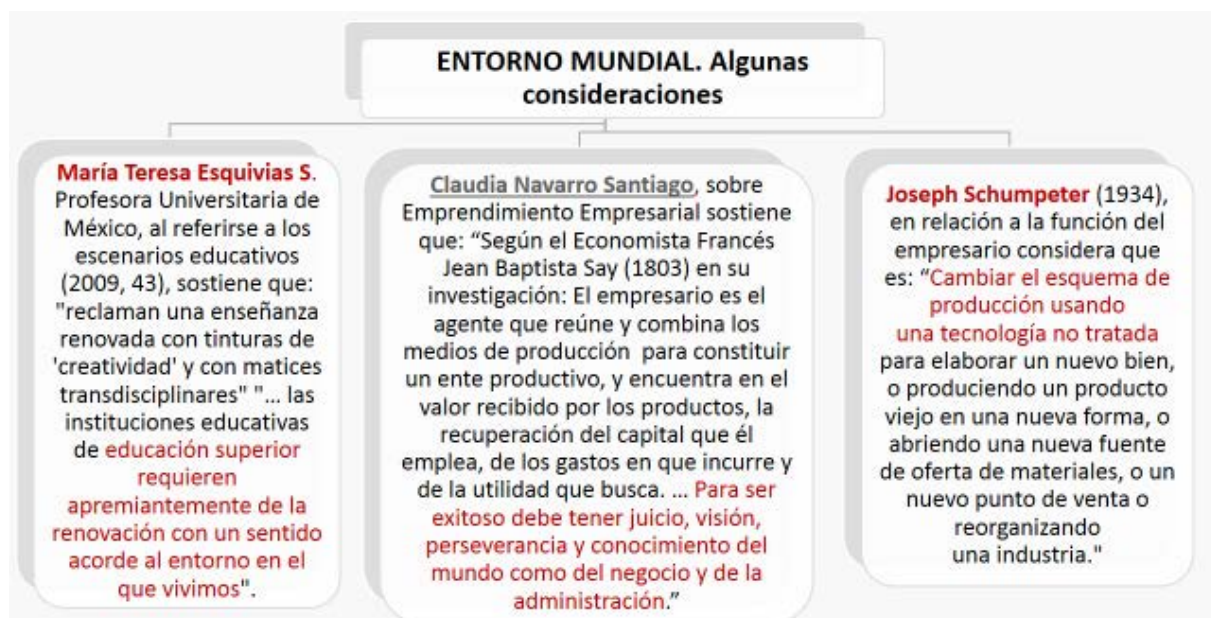 ENTORNO MUNDIAL. Algunas
consideraciones
María Teresa Esquivias S.
Profesora Universitaria de
México, al referirse a los
escenarios educativos
(2009, 43), sostiene que:
"reclaman una enseñanza
renovada con tinturas de
'creatividad' y con matices
transdisciplinares" "... las
instituciones educativas
de educación superior
requieren
apremiantemente de la
renovación con un sentido
acorde al entorno en el
que vivimos".
Claudia Navarro Santiago, sobre
Emprendimiento Empresarial sostiene
que: “Según el Economista Francés
Jean Baptista Say (1803) en su
investigación: El empresario es el
agente que reúne y combina los
medios de producción para constituir
un ente productivo, y encuentra en el
valor recibido por los productos, la
recuperación del capital que él
emplea, de los gastos en que incurre y
de la utilidad que busca. ... Para ser
exitoso debe tener juicio, visión,
perseverancia y conocimiento del
mundo como del negocio y de la
administración.”
Joseph Schumpeter (1934),
en relación a la función del
empresario considera que
es: “Cambiar el esquema de
producción usando
una tecnología no tratada
para elaborar un nuevo bien,
o produciendo un producto
viejo en una nueva forma, o
abriendo una nueva fuente
de oferta de materiales, o un
nuevo punto de venta o
reorganizando
una industria."